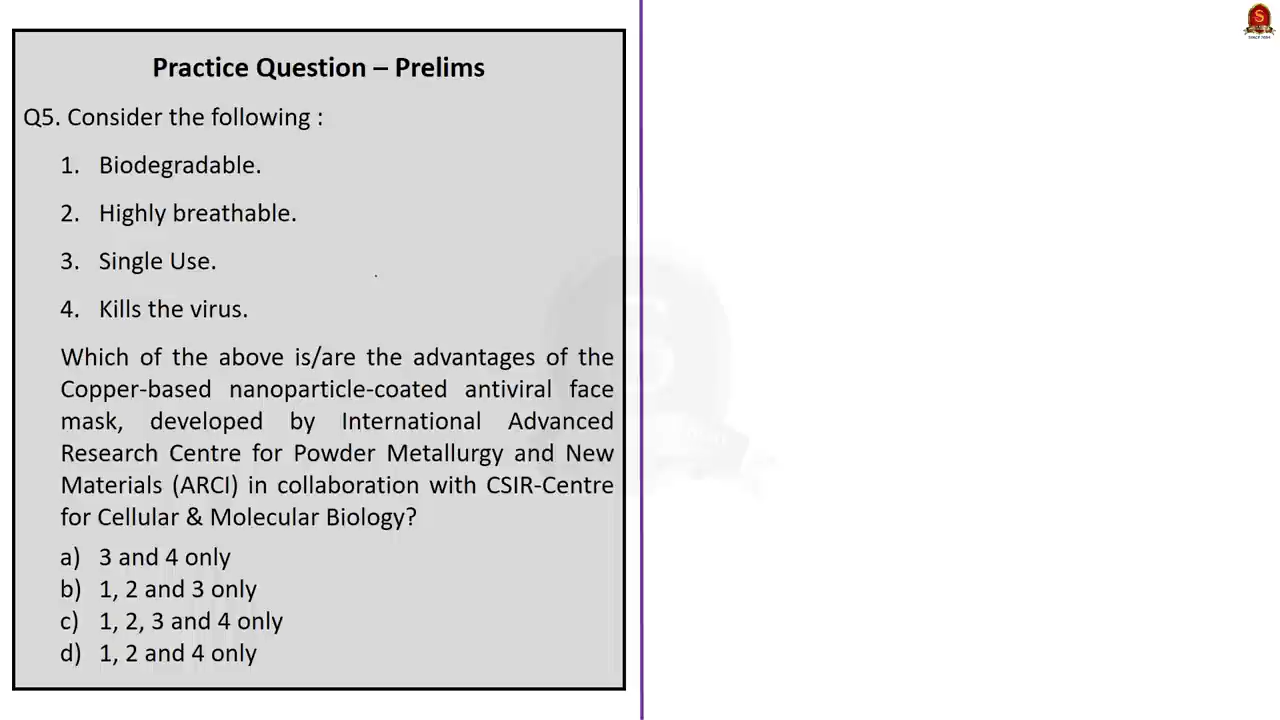 Practice Question – Prelims
Q5. Consider the following :
1. Biodegradable.
2. Highly breathable.
3. Single Use.
4. Kills the virus.
Which of the above is/are the advantages of the
Copper-based nanoparticle-coated antiviral face
mask, developed by International Advanced
Research Centre for Powder Metallurgy and New
Materials (ARCI) in collaboration with CSIR-Centre
for Cellular & Molecular Biology?
a) 3 and 4 only
b) 1, 2 and 3 only
c) 1, 2, 3 and 4 only
d) 1, 2 and 4 only